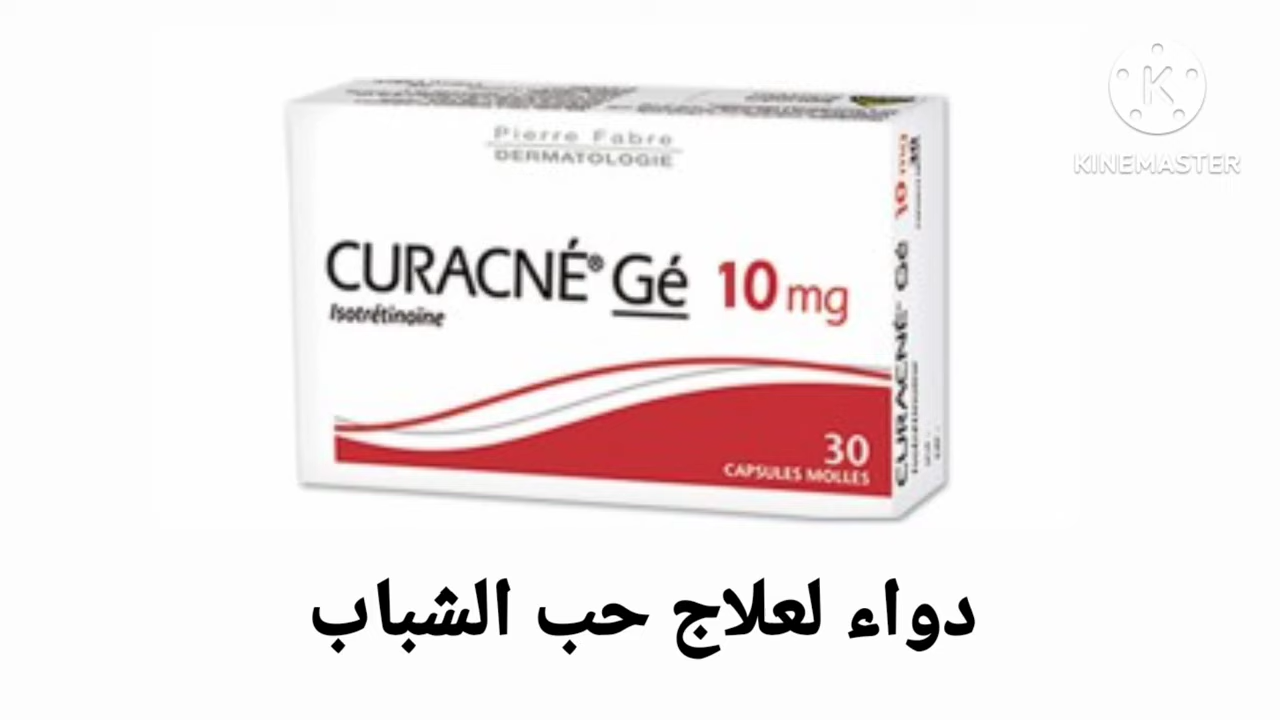 KINEMASTER
Pierre Fabre
DERMATOLOGIE
CURACNÉ® Gé 10 mg
Isotrétinoïne
30
CAPSULES MOLLES
CURACNÉ® Gé 10 mg
Isotrétinoïne
دواء لعلاج حب الشباب